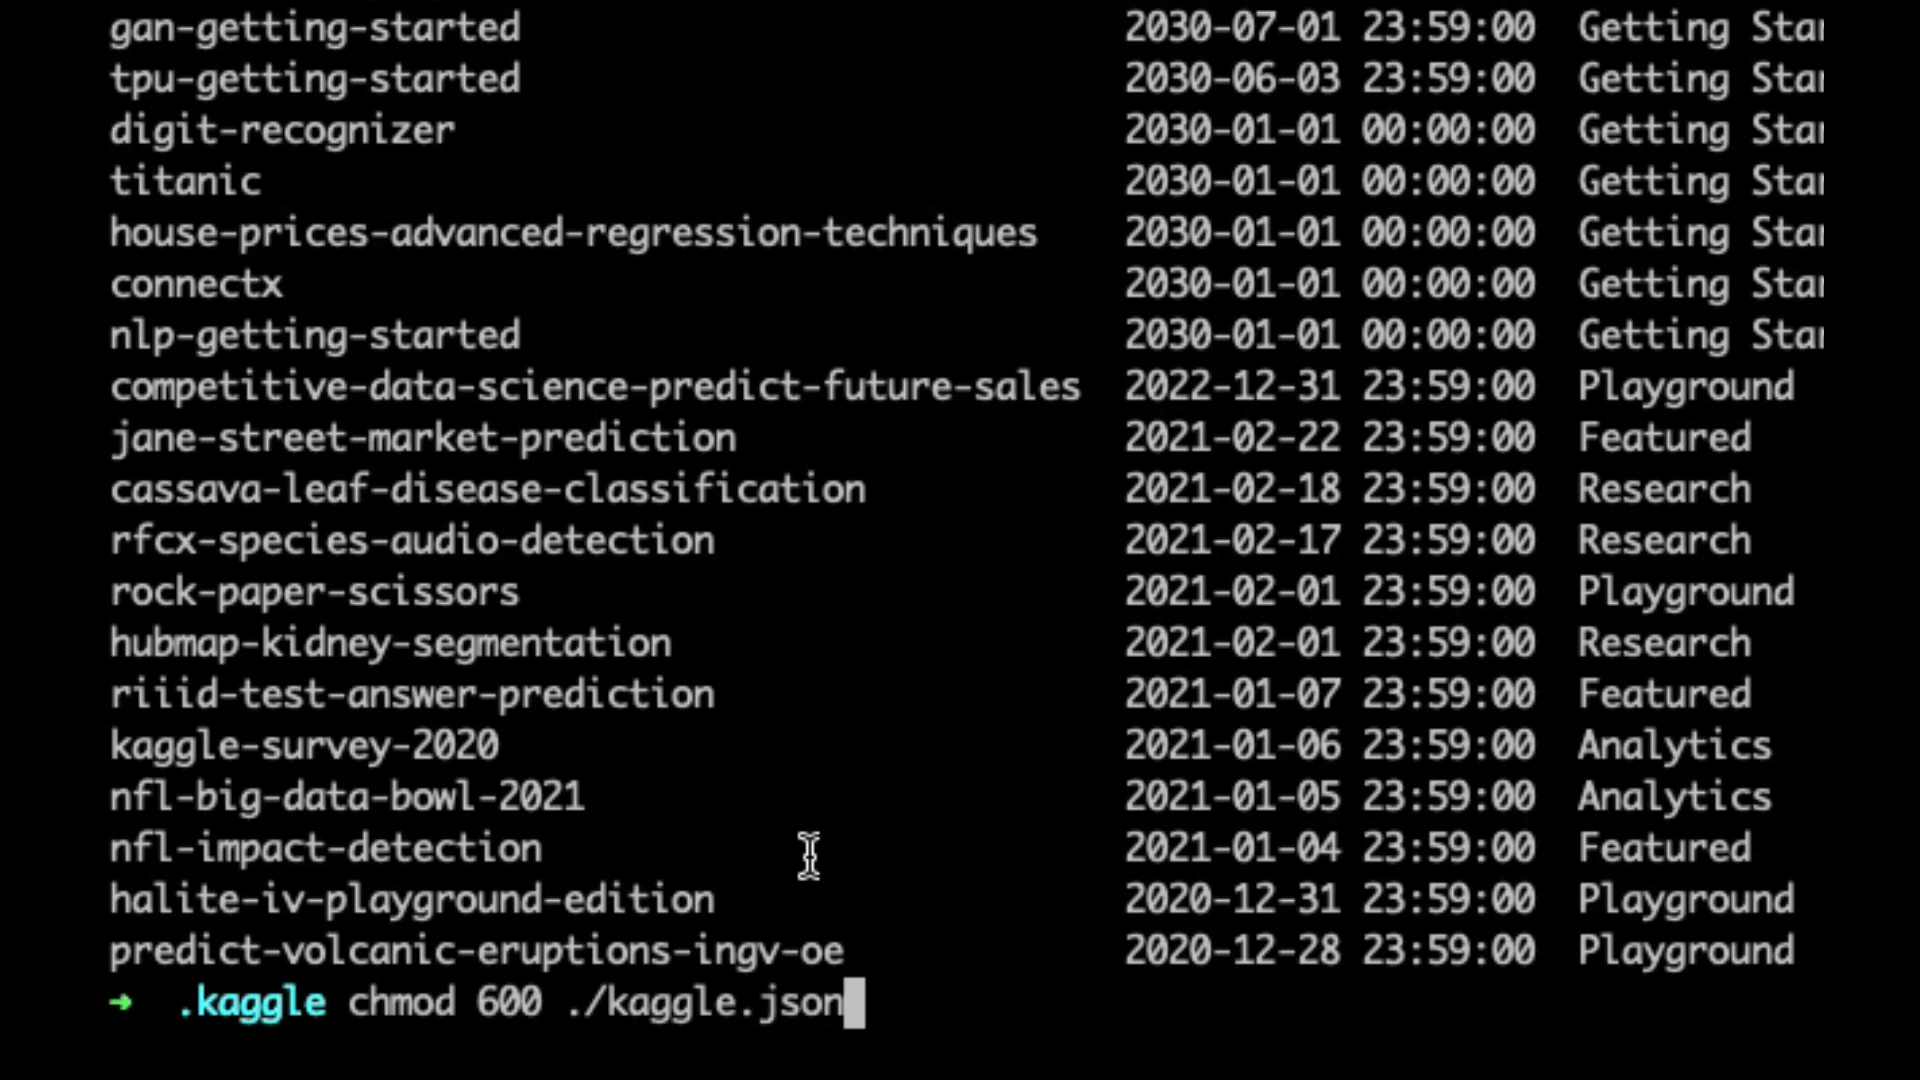 gan-getting-started 2030-07-01 23:59:00 Getting
tpu-getting-started 2030-06-03 23:59:00 Getting
digit-recognizer 2030-01-01 00:00:00 Getting
titanic 2030-01-01 00:00:00 Getting
house-prices-advanced-regression-techniques 2030-01-01 00:00:00 Getting
connectx 2030-01-01 00:00:00 Getting
nlp-getting-started 2030-01-01 00:00:00 Getting
competitive-data-science-predict-future-sales 2022-12-31 23:59:00 Playground
jane-street-market-prediction 2021-02-22 23:59:00 Featured
cassava-leaf-disease-classification 2021-02-18 23:59:00 Research
rfcx-species-audio-detection 2021-02-17 23:59:00 Research
rock-paper-scissors 2021-02-01 23:59:00 Playground
hubmap-kidney-segmentation 2021-02-01 23:59:00 Research
riiid-test-answer-prediction 2021-01-07 23:59:00 Featured
kaggle-survey-2020 2021-01-06 23:59:00 Analytics
nfl-big-data-bowl-2021 2021-01-05 23:59:00 Analytics
nfl-impact-detection 2021-01-04 23:59:00 Featured
halite-iv-playground-edition 2020-12-31 23:59:00 Playground
predict-volcanic-eruptions-ingv-oe 2020-12-28 23:59:00 Playground
➜ .kaggle chmod 600 ./kaggle.json